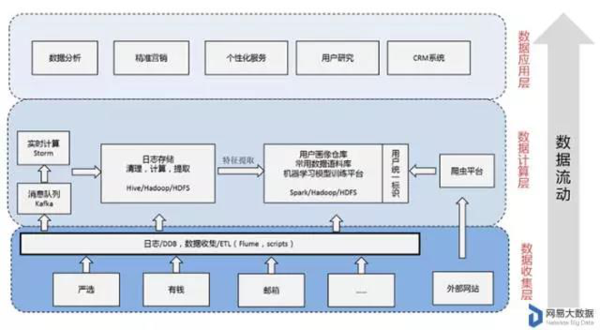 数据分析
精准营销
个性化服务
用户研究
CRM系统
数据应用层
实时计算
Storm
消息队列
Kafka
日志存储
清理,计算,提取
Hive/Hadoop/HDFS
特征提取
用户画像仓库
常用数据语料库
机器学习模型训练平台
Spark/Hadoop/HDFS
用户统一标识
爬虫平台
数据计算层
日志/DDB,数据收集/ETL(Flume,scripts)
严选
有钱
邮箱
......
外部网站
数据收集层
数据流动
网易大数据
Netease Big Data